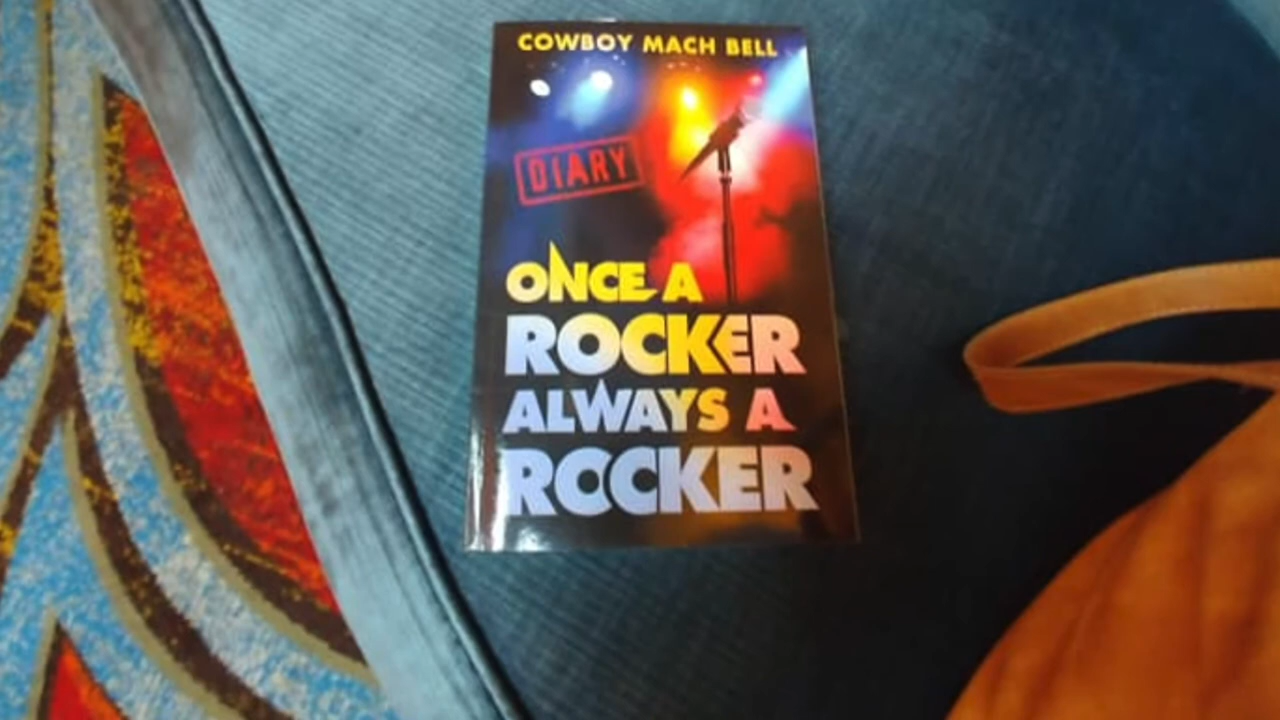 COWBOY MACH BELL
DIARY
ONCE A
ROCKER
ALWAYS A
ROCKER